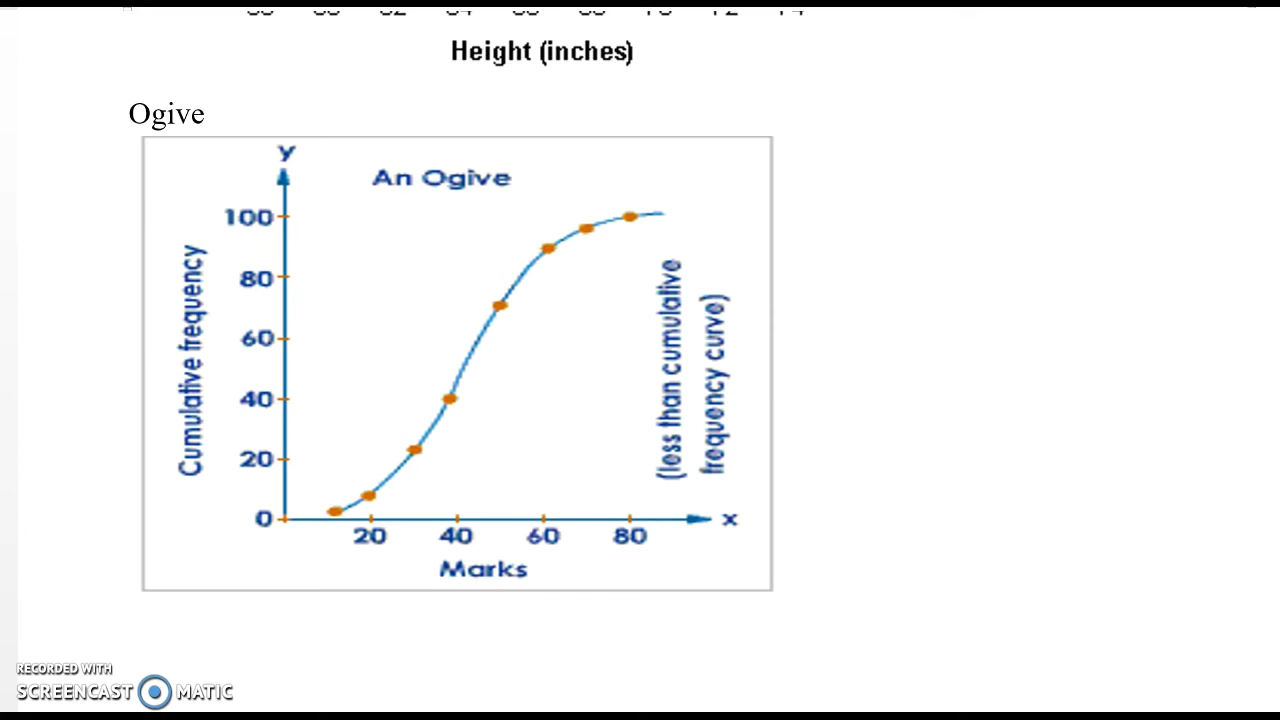 Height (inches)
Ogive
y
An Ogive
100
80
60
40
20
0
Cumulative frequency
(less than cumulative
frequency curve)
20 40 60 80 x
Marks
RECORDED WITH
SCREENCAST MATIC